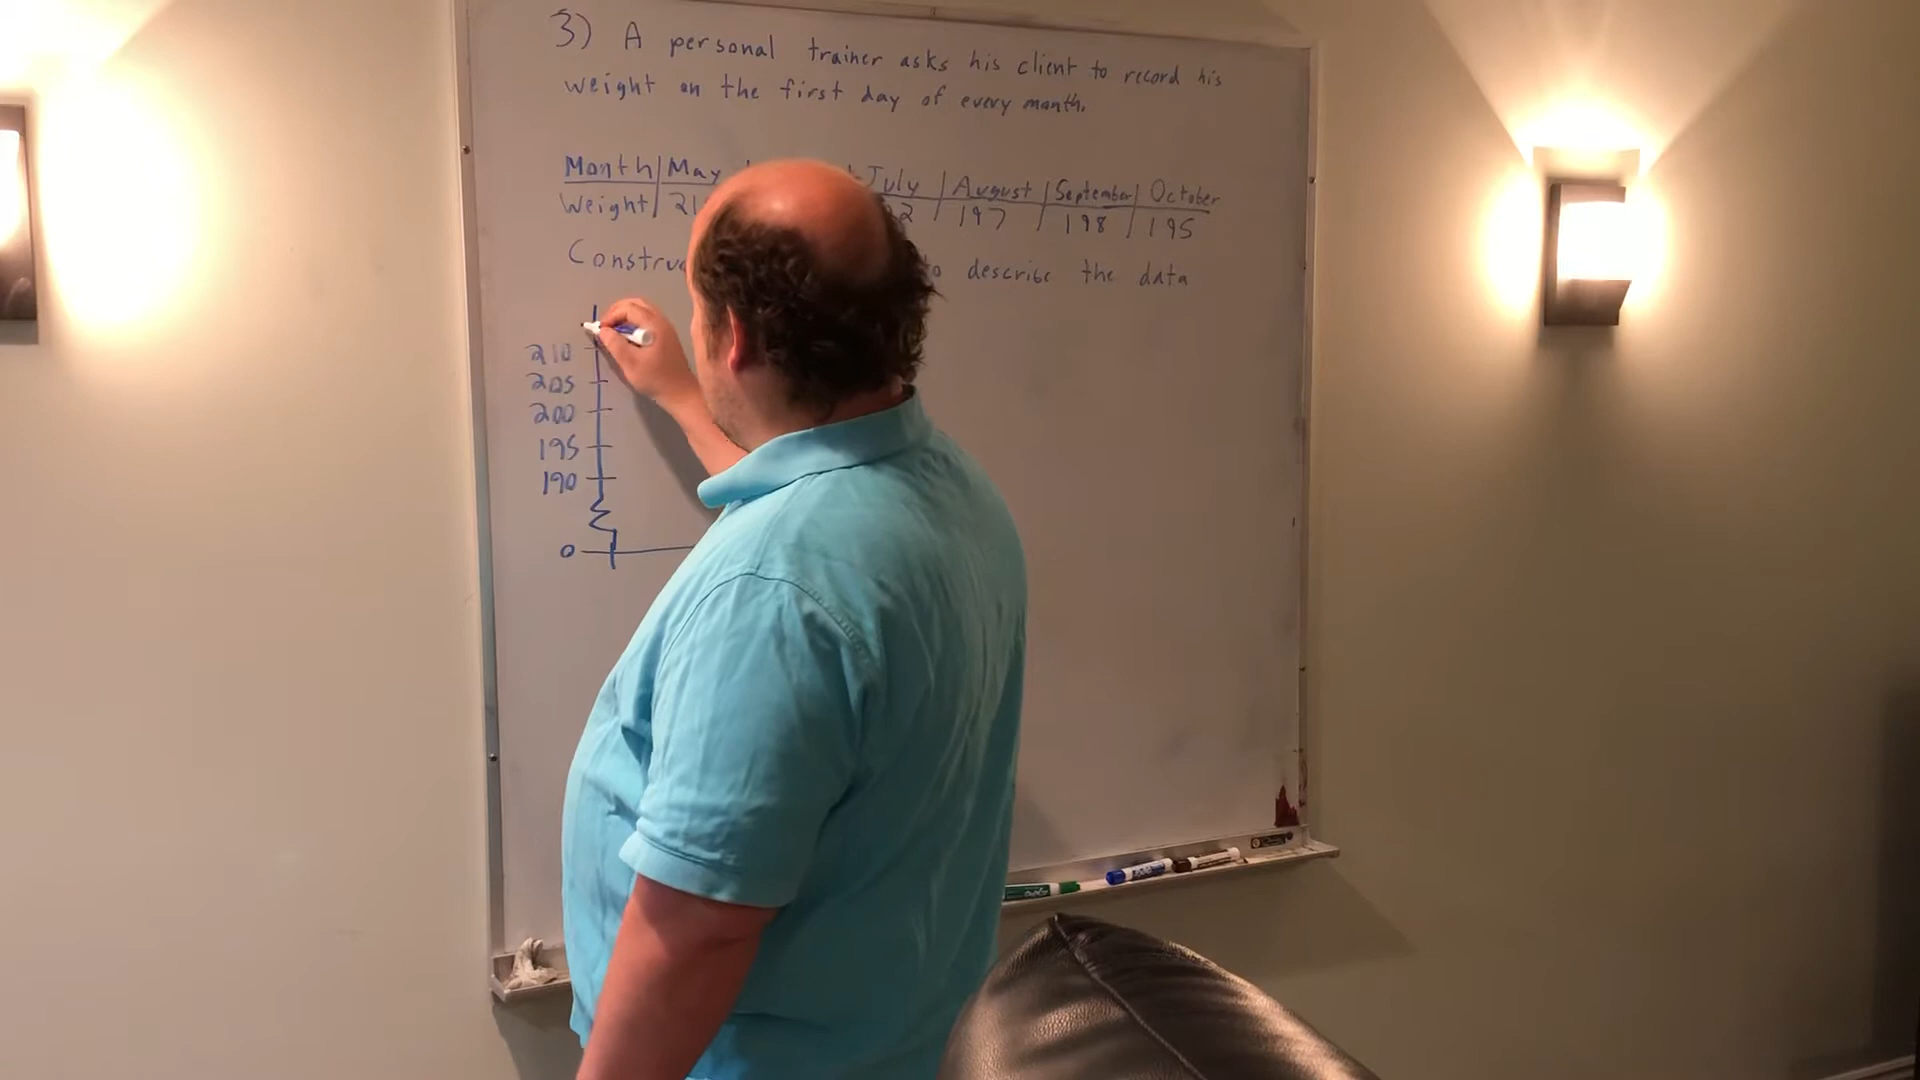 3) A personal trainer asks his client to record his
weight on the first day of every month.
Month May July August September October
Weight 197 198 195
to describe the data
210
205
200
195
190
0